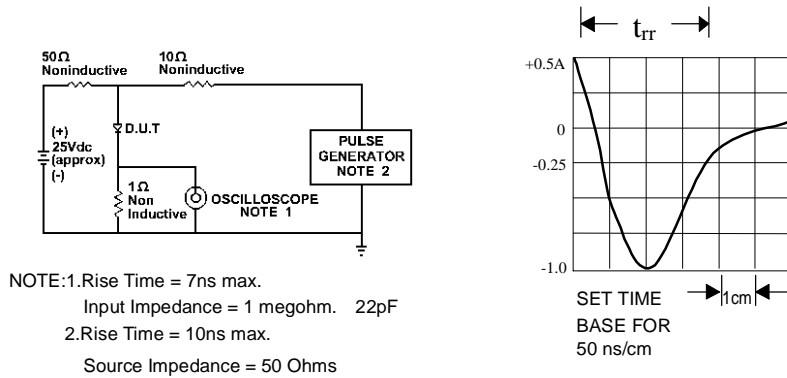 50Ω
Noninductive
10Ω
Noninductive
(+)
25Vdc
(approx)
(-)
D.U.T
1Ω
Non
Inductive
OSCILLOSCOPE
NOTE 1
PULSE
GENERATOR
NOTE 2
NOTE:1.Rise Time = 7ns max.
Input Impedance = 1 megohm. 22pF
2.Rise Time = 10ns max.
Source Impedance = 50 Ohms
trr
+0.5A
0
-0.25
-1.0
1cm
SET TIME
BASE FOR
50 ns/cm